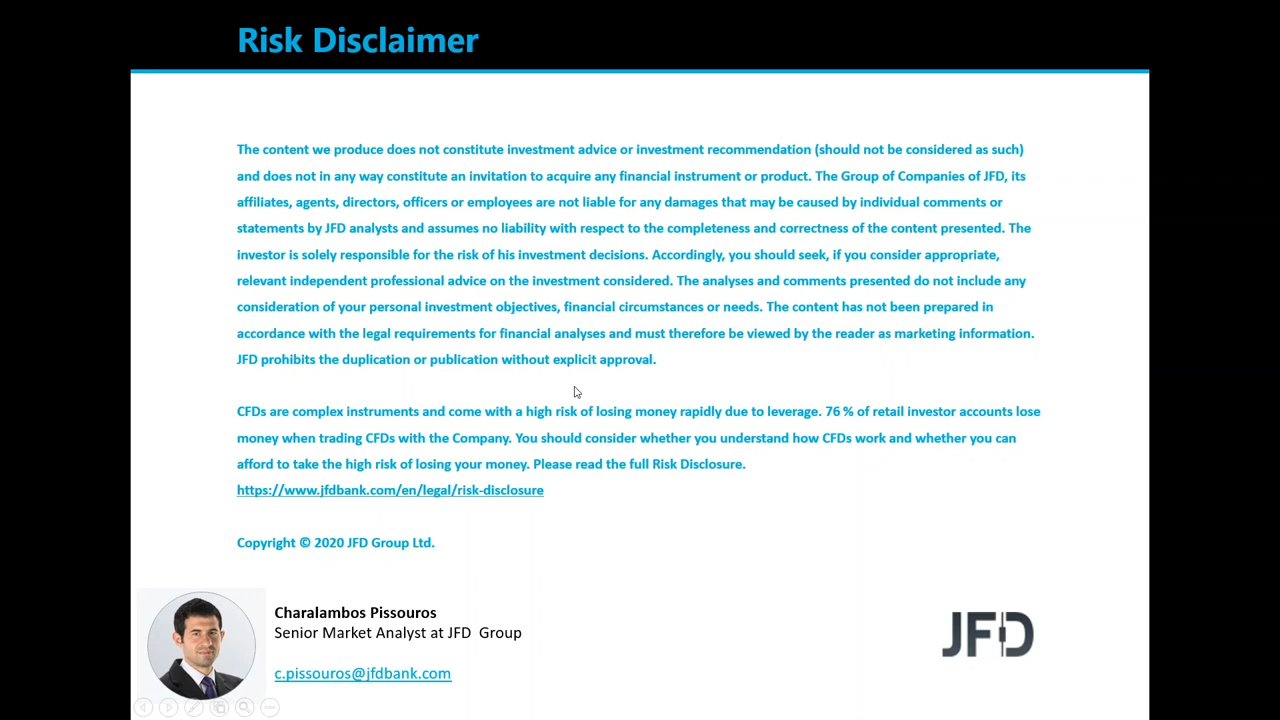 Risk Disclaimer
The content we produce does not constitute investment advice or investment recommendation (should not be considered as such)
and does not in any way constitute an invitation to acquire any financial instrument or product. The Group of Companies of JFD, its
affiliates, agents, directors, officers or employees are not liable for any damages that may be caused by individual comments or
statements by JFD analysts and assumes no liability with respect to the completeness and correctness of the content presented. The
investor is solely responsible for the risk of his investment decisions. Accordingly, you should seek, if you consider appropriate,
relevant independent professional advice on the investment considered. The analyses and comments presented do not include any
consideration of your personal investment objectives, financial circumstances or needs. The content has not been prepared in
accordance with the legal requirements for financial analyses and must therefore be viewed by the reader as marketing information.
JFD prohibits the duplication or publication without explicit approval.
CFDs are complex instruments and come with a high risk of losing money rapidly due to leverage. 76 % of retail investor accounts lose
money when trading CFDs with the Company. You should consider whether you understand how CFDs work and whether you can
afford to take the high risk of losing your money. Please read the full Risk Disclosure.
https://www.jfdbank.com/en/legal/risk-disclosure
Copyright © 2020 JFD Group Ltd.
Charalambos Pissouros
Senior Market Analyst at JFD Group
c.pissouros@jfdbank.com
JFD